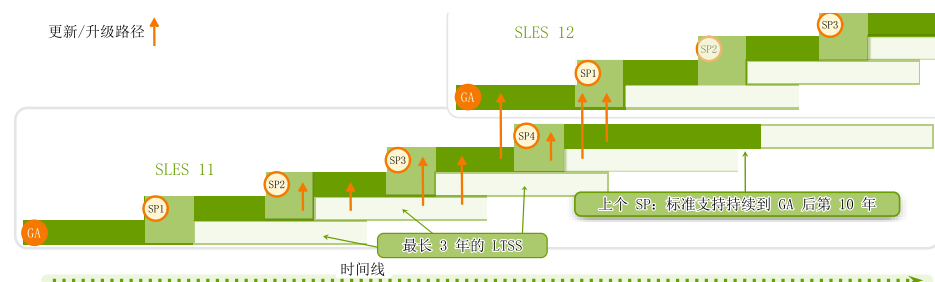 更新/升级路径
SLES 12
SP3
SP2
SP1
GA
SP4
SLES 11
SP3
SP2
SP1
上个 SP: 标准支持持续到 GA 后第 10 年
GA
最长 3 年的 LTSS
时间线